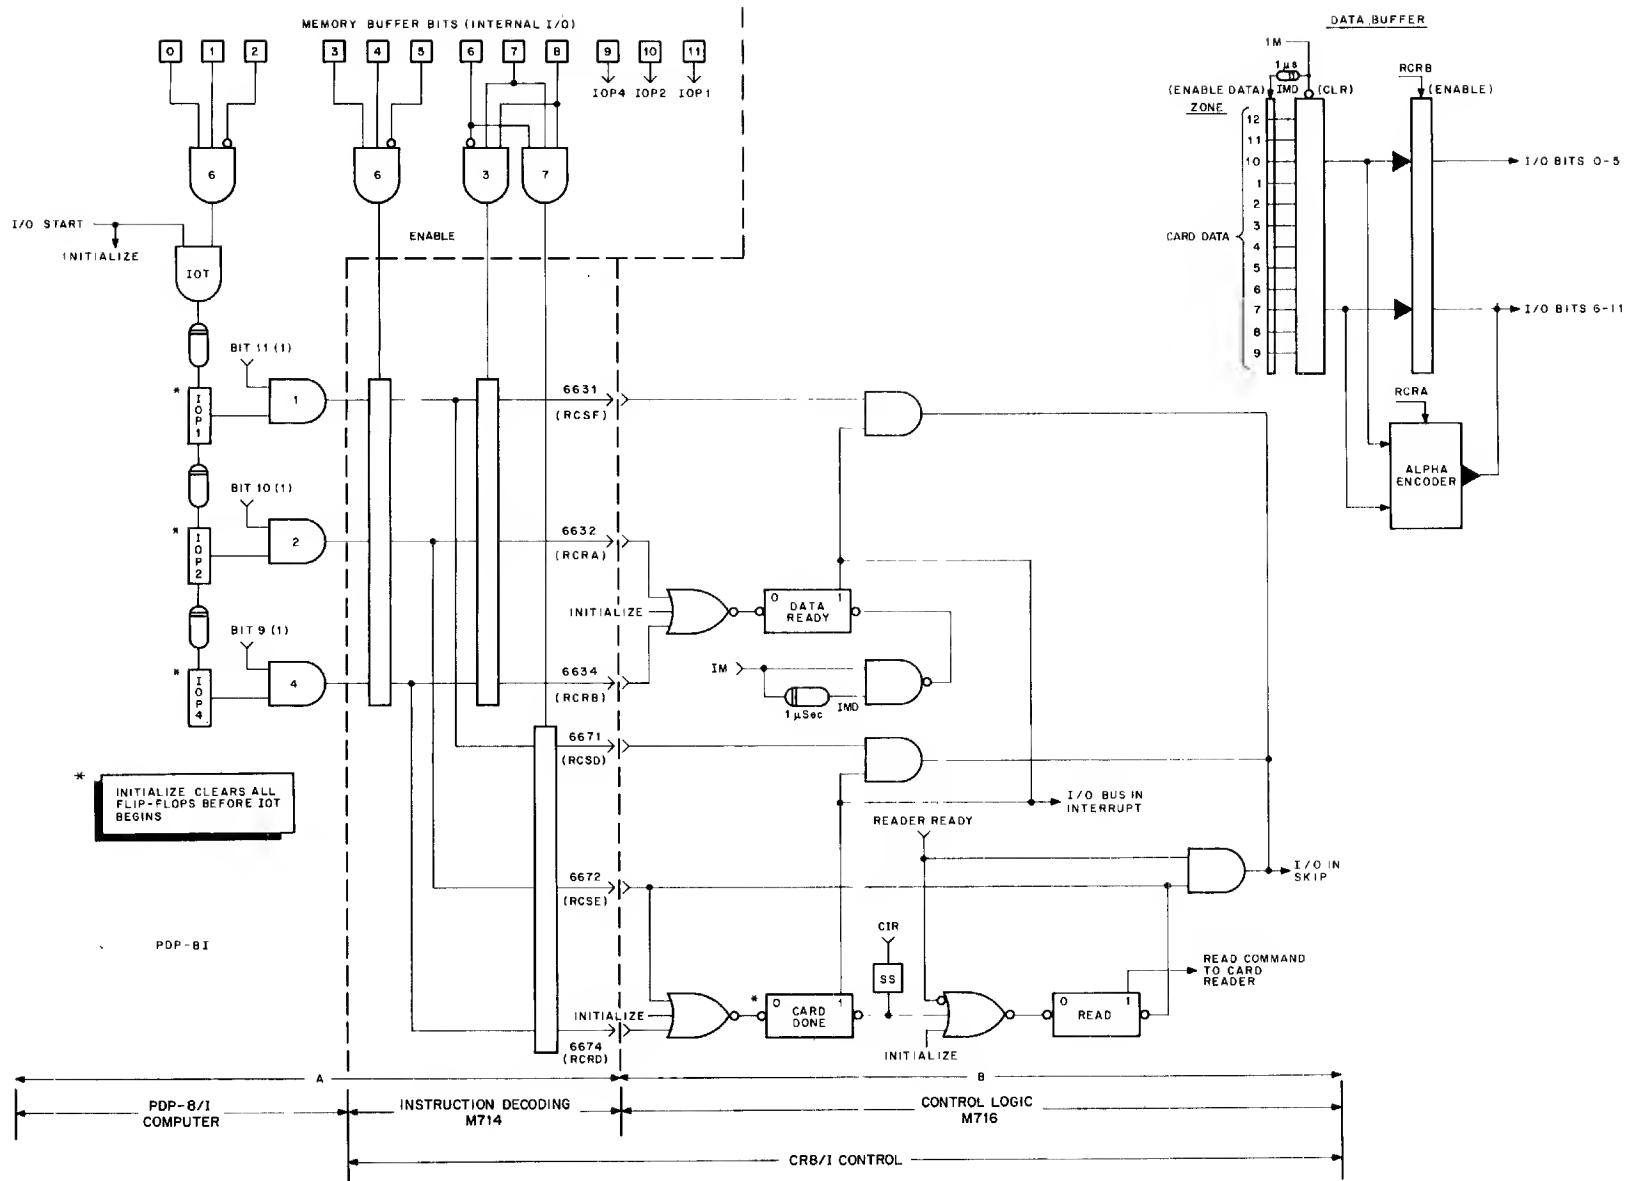 MEMORY BUFFER BITS (INTERNAL I/O)
0 1 2 3 4 5 6 7 8 9 10 11
IOP4 IOP2 IOP1
6 6 3 7
I/O START
INITIALIZE
IOT
ENABLE
DATA BUFFER
1M
1μs
RCRB
(ENABLE DATA) IMD (CLR) (ENABLE)
ZONE
12
11
10
1
2
3
4
5
6
7
8
9
CARD DATA
I/O BITS 0-5
I/O BITS 6-11
RCRA
ALPHA
ENCODER
BIT 11 (1)
* IOP1
1
6631
(RCSF)
BIT 10 (1)
* IOP2
2
6632
(RCRA)
INITIALIZE
0 1
DATA
READY
BIT 9 (1)
* IOP4
4
6634
(RCRB)
IM
1μSec
IMD
6671
(RCSD)
I/O BUS IN
INTERRUPT
*
INITIALIZE CLEARS ALL
FLIP-FLOPS BEFORE IOT
BEGINS
READER READY
I/O IN
SKIP
6672
(RCSE)
PDP-8I
CIR
SS
READ COMMAND
TO CARD
READER
INITIALIZE
* 0 1
CARD
DONE
0 1
READ
INITIALIZE
6674
(RCRD)
A
B
PDP-8/I
COMPUTER
INSTRUCTION DECODING
M714
CONTROL LOGIC
M716
CR8/I CONTROL